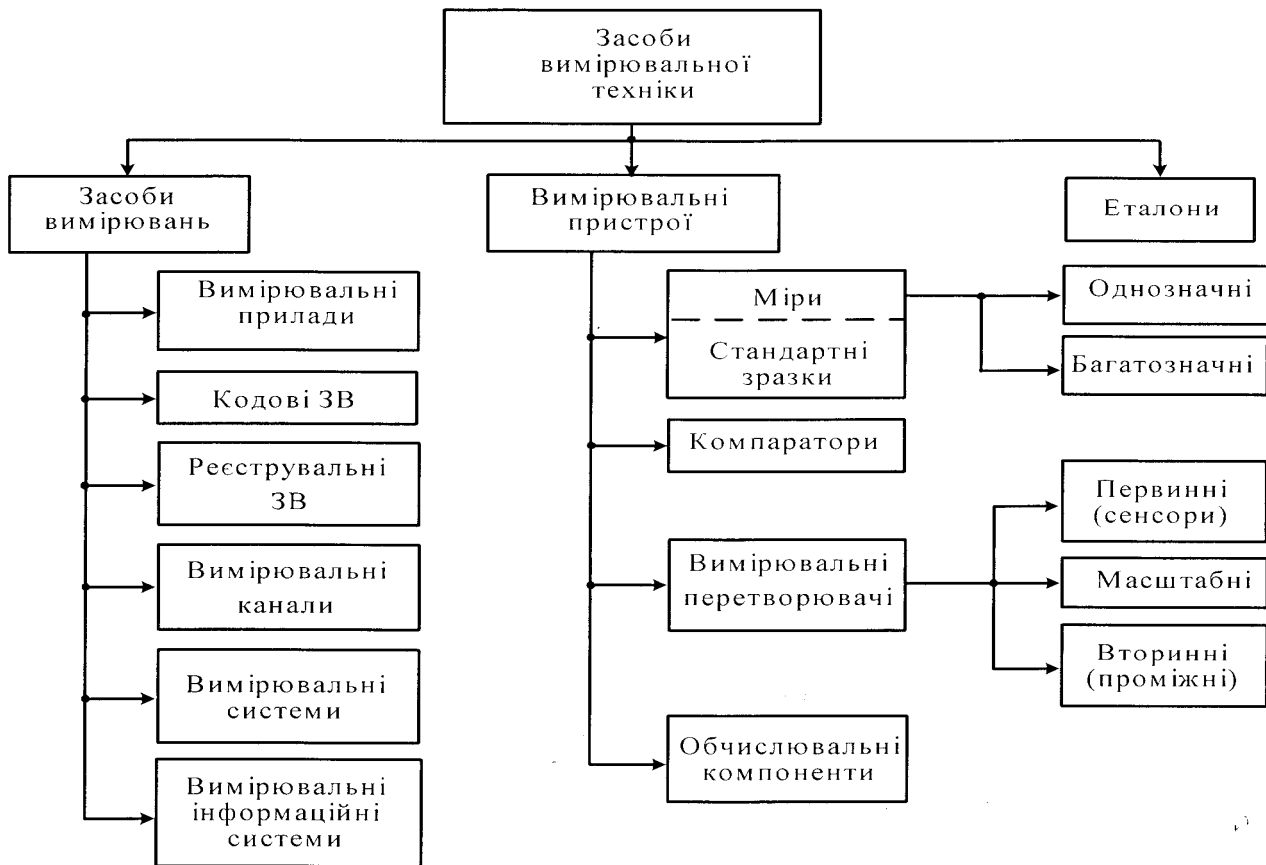 Засоби
вимірювальної
техніки
Засоби
вимірювань
Вимірювальні
пристрої
Еталони
Вимірювальні
прилади
Кодові ЗВ
Реєструвальні
ЗВ
Вимірювальні
канали
Вимірювальні
системи
Вимірювальні
інформаційні
системи
Міри
Стандартні
зразки
Компаратори
Вимірювальні
перетворювачі
Обчислювальні
компоненти
Однозначні
Багатозначні
Первинні
(сенсори)
Масштабні
Вторинні
(проміжні)